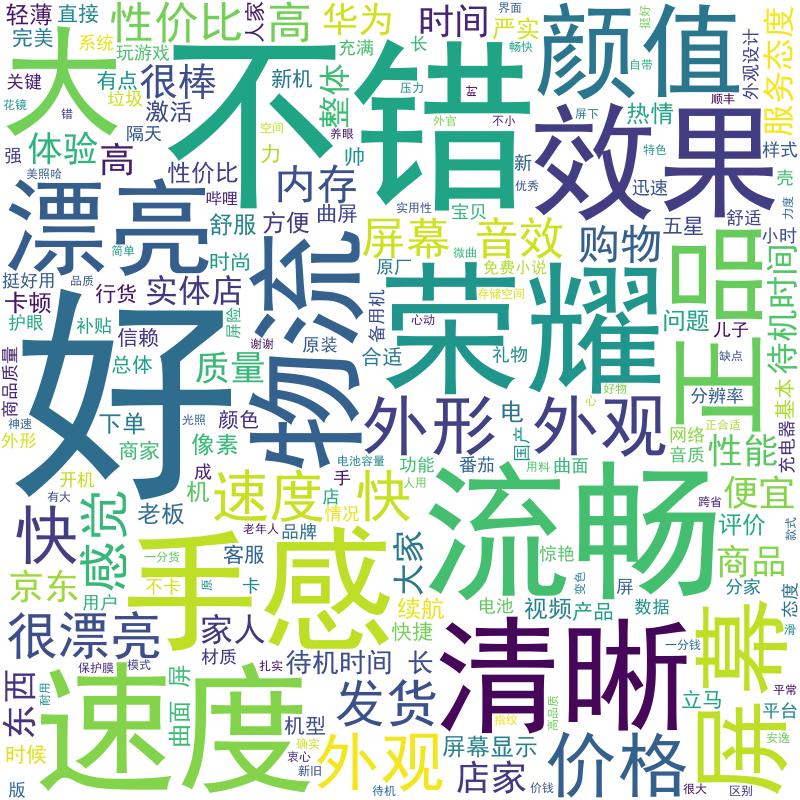 轻薄
直接
性价比
高
人家
华为
时间
界面
挺好
颜值
服务态度
完美
系统
玩游戏
充满
长
严实
畅快
外观设计
关键
有点
很棒
新机
整体
大
不错
压力
自带
花镜
垃圾
激活
顺丰
错
隔天
空间
养眼
外官
不小
屏下
热情
强
体验
高
力
帅
新
效果
特色
样式
美照哈
性价比
内存
优秀
迅速
壳
漂亮
哔哩
曲屏
实用性
宝贝
五星
舒适
力度
舒服
方便
屏幕
音效
购物
小时
简单
时尚
微曲
正品
待机时间
挺好用
品质
物流
原厂
免费小说
卡顿
行货
实体店
备用机
荣耀
存储空间
护眼
补贴
信赖
屏险
心动
问题
儿子
好
谢谢
原装
合适
礼物
缺点
商品质量
总体
质量
好物
分辨率
基本
充电器
神速
光照
下单
颜色
外形
心
电
外观
网络
正合适
外形
商家
像素
国产
音质
性能
电池容量
功能
番茄
曲面
开机
成
机
手
人用
用料
有大
速度
快
流畅
便宜
跨省
快
感觉
老板
店
情况
评价
款式
老年人
品牌
手感
大家
惊艳
商品
一分货
客服
京东
不卡
原
卡
变色
屏
分家
态度
用户
续航
电池
视频
产品
数据
很漂亮
家人
快捷
清晰
一分钱
屏幕
材质
扎实
待机时间
长
东西
保护膜
模式
曲面
屏
速度
发货
高品质
平常
耐用
机型
指纹
立马
平台
时候
确实
外观
屏幕显示
价格
安逸
衷心
店家
版
新旧
待机
价钱
很大
区别